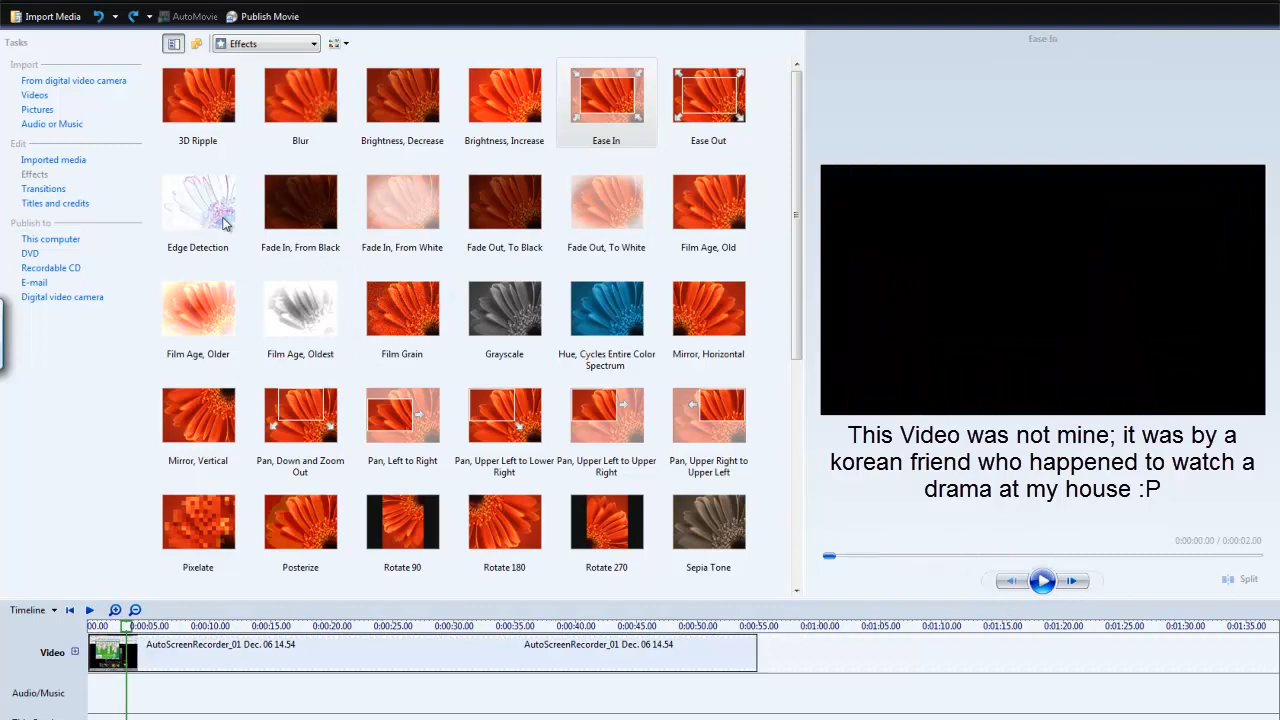 Import Media
AutoMovie
Publish Movie
Tasks
Import
From digital video camera
Videos
Pictures
Audio or Music
Edit
Imported media
Effects
Transitions
Titles and credits
Publish to
This computer
DVD
Recordable CD
E-mail
Digital video camera
Effects
3D Ripple
Blur
Brightness, Decrease
Brightness, Increase
Ease In
Ease Out
Edge Detection
Fade In, From Black
Fade In, From White
Fade Out, To Black
Fade Out, To White
Film Age, Old
Film Age, Older
Film Age, Oldest
Film Grain
Grayscale
Hue, Cycles Entire Color
Spectrum
Mirror, Horizontal
Mirror, Vertical
Pan, Down and Zoom
Out
Pan, Left to Right
Pan, Upper Left to Lower
Right
Pan, Upper Left to Upper
Right
Pan, Upper Right to
Upper Left
Pixelate
Posterize
Rotate 90
Rotate 180
Rotate 270
Sepia Tone
Ease In
This Video was not mine; it was by a
korean friend who happened to watch a
drama at my house :P
0:00:00.00 / 0:00:02.00
Split
Timeline
00.00 0:00:05.00 0:00:10.00 0:00:15.00 0:00:20.00 0:00:25.00 0:00:30.00 0:00:35.00 0:00:40.00 0:00:45.00 0:00:50.00 0:00:55.00 0:01:00.00 0:01:05.00 0:01:10.00 0:01:15.00 0:01:20.00 0:01:25.00 0:01:30.00 0:01:35.00
Video
AutoScreenRecorder_01 Dec. 06 14.54
AutoScreenRecorder_01 Dec. 06 14.54
Audio/Music